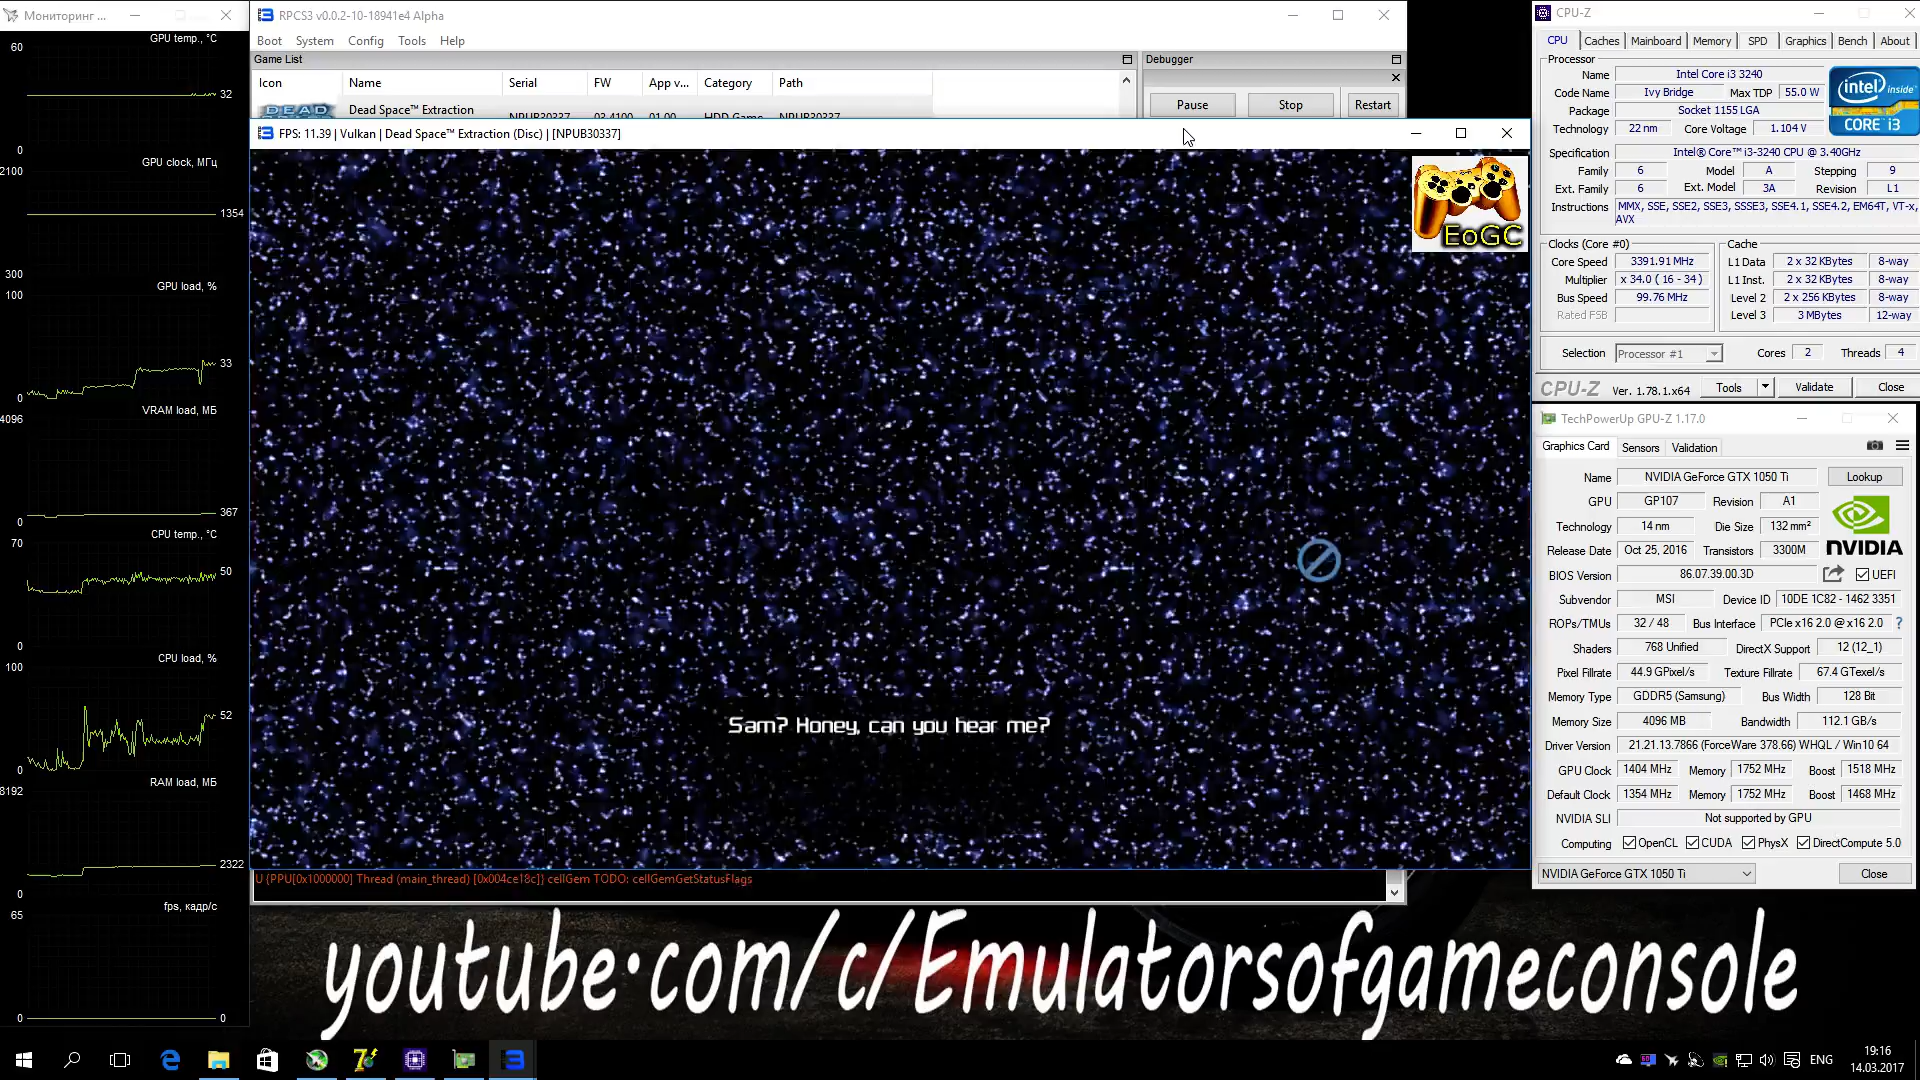 Мониторинг ...
GPU temp., °C
60
32
0
GPU clock, МГц
2100
1354
300
GPU load, %
100
33
0
VRAM load, МБ
4096
367
0
CPU temp., °C
70
50
0
CPU load, %
100
52
0
RAM load, МБ
8192
2322
0
fps, кадр/с
65
0
0
RPCS3 v0.0.2-10-18941e4 Alpha
Boot System Config Tools Help
Game List
Icon Name Serial FW App v... Category Path
DEAD Dead Space™ Extraction NPUB30337 03.4100 01.00 HDD Game NPUB30337
Debugger
Pause Stop Restart
FPS: 11.39 | Vulkan | Dead Space™ Extraction (Disc) | [NPUB30337]
EoGC
Sam? Honey, can you hear me?
U {PPU[0x1000000] Thread (main_thread) [0x004ce18c]} cellGem TODO: cellGemGetStatusFlags
CPU-Z
CPU Caches Mainboard Memory SPD Graphics Bench About
Processor
Name Intel Core i3 3240
Code Name Ivy Bridge Max TDP 55.0 W
Package Socket 1155 LGA
Technology 22 nm Core Voltage 1.104 V
intel inside™
CORE i3
Specification Intel® Core™ i3-3240 CPU @ 3.40GHz
Family 6 Model A Stepping 9
Ext. Family 6 Ext. Model 3A Revision L1
Instructions MMX, SSE, SSE2, SSE3, SSSE3, SSE4.1, SSE4.2, EM64T, VT-x,
AVX
Clocks (Core #0)
Core Speed 3391.91 MHz
Multiplier x 34.0 ( 16 - 34 )
Bus Speed 99.76 MHz
Rated FSB
Cache
L1 Data 2 x 32 KBytes 8-way
L1 Inst. 2 x 32 KBytes 8-way
Level 2 2 x 256 KBytes 8-way
Level 3 3 MBytes 12-way
Selection Processor #1 Cores 2 Threads 4
CPU-Z Ver. 1.78.1.x64 Tools Validate Close
TechPowerUp GPU-Z 1.17.0
Graphics Card Sensors Validation
Name NVIDIA GeForce GTX 1050 Ti Lookup
GPU GP107 Revision A1
Technology 14 nm Die Size 132 mm²
Release Date Oct 25, 2016 Transistors 3300M
NVIDIA
BIOS Version 86.07.39.00.3D UEFI
Subvendor MSI Device ID 10DE 1C82 - 1462 3351
ROPs/TMUs 32 / 48 Bus Interface PCIe x16 2.0 @ x16 2.0 ?
Shaders 768 Unified DirectX Support 12 (12_1)
Pixel Fillrate 44.9 GPixel/s Texture Fillrate 67.4 GTexel/s
Memory Type GDDR5 (Samsung) Bus Width 128 Bit
Memory Size 4096 MB Bandwidth 112.1 GB/s
Driver Version 21.21.13.7866 (ForceWare 378.66) WHQL / Win10 64
GPU Clock 1404 MHz Memory 1752 MHz Boost 1518 MHz
Default Clock 1354 MHz Memory 1752 MHz Boost 1468 MHz
NVIDIA SLI Not supported by GPU
Computing OpenCL CUDA PhysX DirectCompute 5.0
NVIDIA GeForce GTX 1050 Ti Close
youtube.com/c/Emulatorsofgameconsole
ENG
19:16
14.03.2017